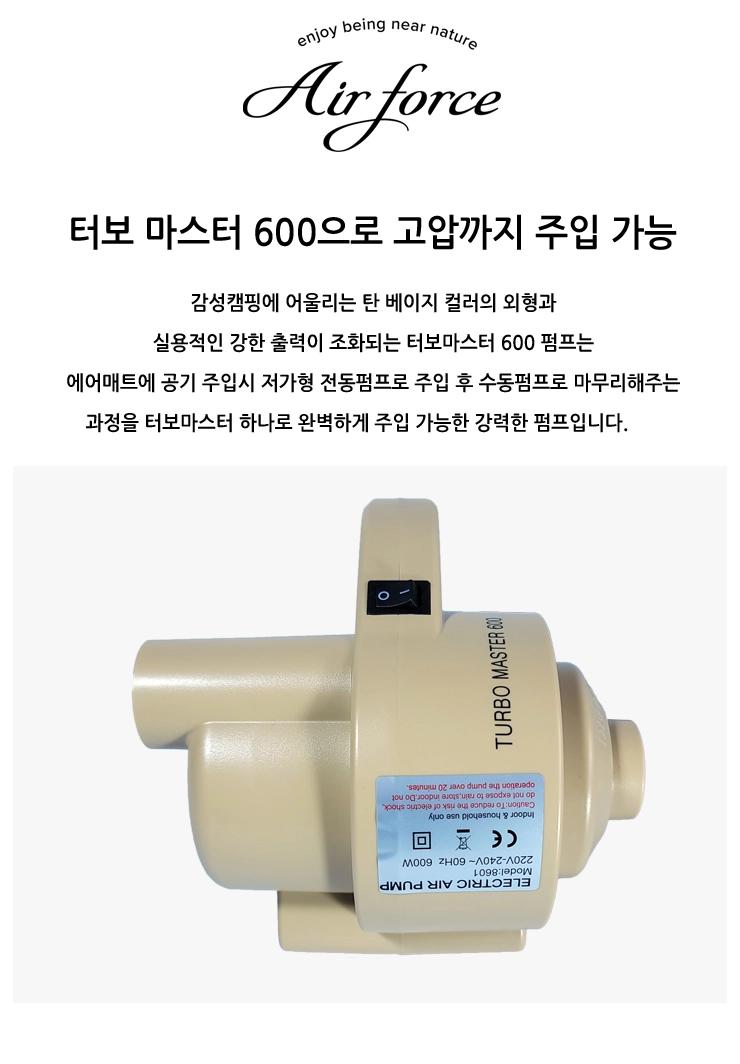 enjoy being near nature
Air force
터보 마스터 600으로 고압까지 주입 가능
감성캠핑에 어울리는 탄 베이지 컬러의 외형과
실용적인 강한 출력이 조화되는 터보마스터 600 펌프는
에어매트에 공기 주입시 저가형 전동펌프로 주입 후 수동펌프로 마무리해주는
과정을 터보마스터 하나로 완벽하게 주입 가능한 강력한 펌프입니다.
TURBO MASTER 600
ELECTRIC AIR PUMP
Model:8601
220V-240V~ 60Hz 600W
CE
Indoor & household use only
Caution:To reduce the risk of electric shock,
do not expose to rain,store indoor.Do not
operation the pump over 20 minutes.